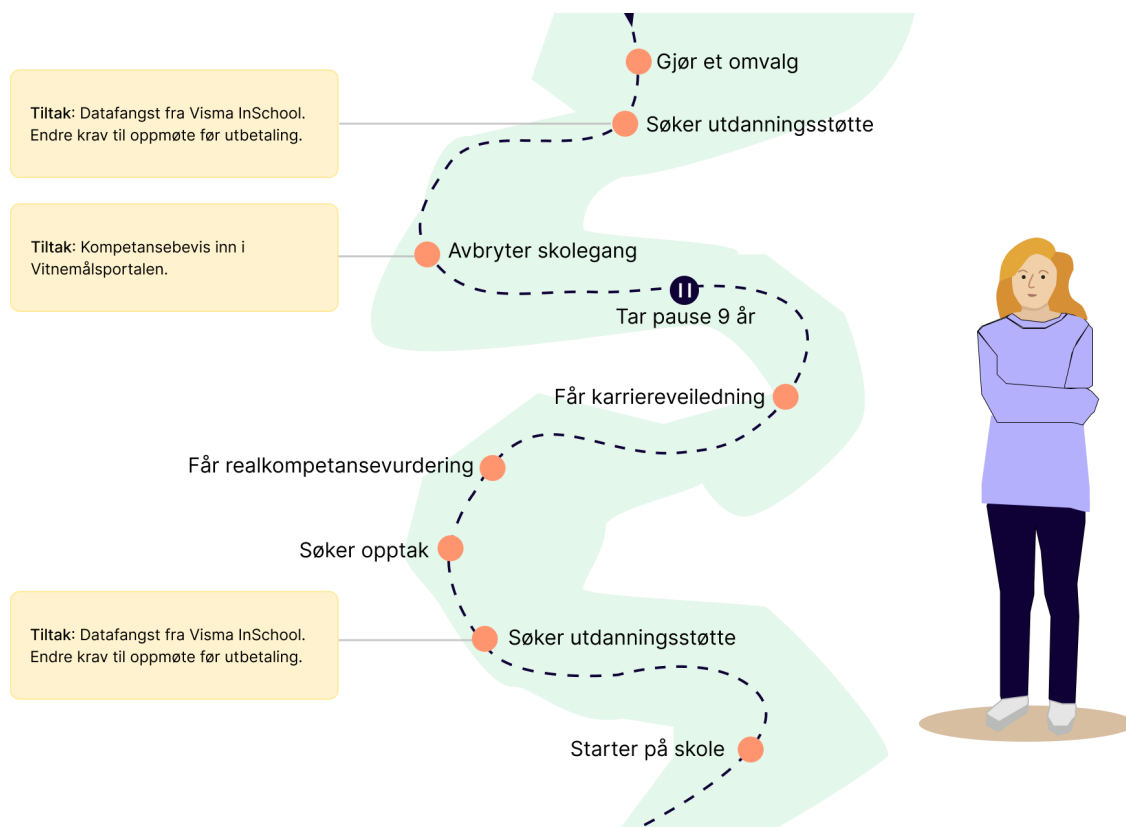 Gjør et omvalg
Tiltak: Datafangst fra Visma InSchool.
Endre krav til oppmøte før utbetaling.
Søker utdanningsstøtte
Tiltak: Kompetansebevis inn i
Vitnemålsportalen.
Avbryter skolegang
Tar pause 9 år
Får karriereveiledning
Får realkompetansevurdering
Søker opptak
Tiltak: Datafangst fra Visma InSchool.
Endre krav til oppmøte før utbetaling.
Søker utdanningsstøtte
Starter på skole